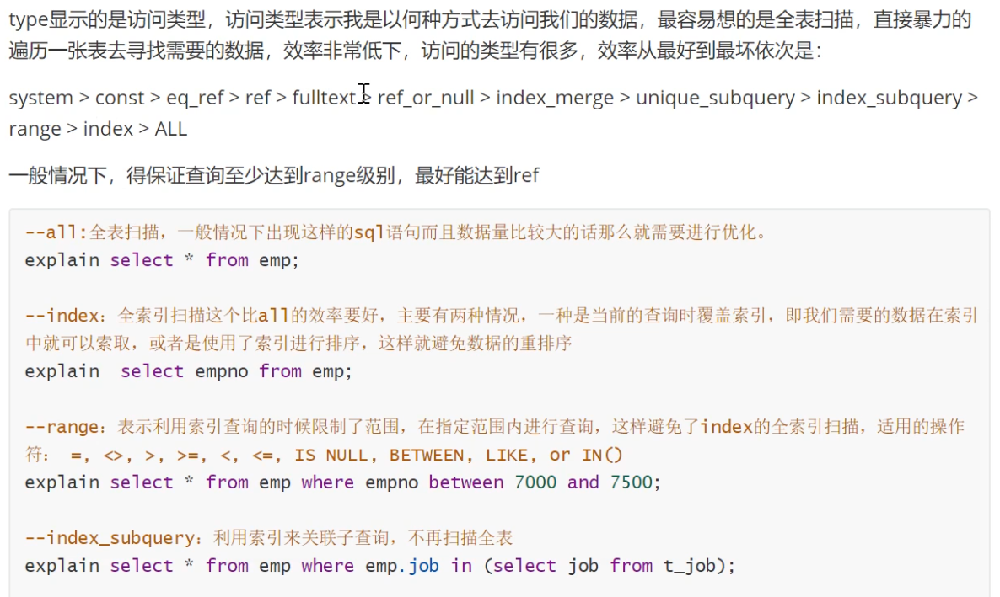 type显示的是访问类型，访问类型表示我是以何种方式去访问我们的数据，最容易想的是全表扫描，直接暴力的
遍历一张表去寻找需要的数据，效率非常低下，访问的类型有很多，效率从最好到最坏依次是：
system > const > eq_ref > ref > fulltext > ref_or_null > index_merge > unique_subquery > index_subquery >
range > index > ALL
一般情况下，得保证查询至少达到range级别，最好能达到ref
--all:全表扫描，一般情况下出现这样的sql语句而且数据量比较大的话那么就需要进行优化。
explain select * from emp;
--index：全索引扫描这个比all的效率要好，主要有两种情况，一种是当前的查询时覆盖索引，即我们需要的数据在索引
中就可以索取，或者是使用了索引进行排序，这样就避免数据的重排序
explain  select empno from emp;
--range：表示利用索引查询的时候限制了范围，在指定范围内进行查询，这样避免了index的全索引扫描，适用的操作
符： =, <>, >, >=, <, <=, IS NULL, BETWEEN, LIKE, or IN()
explain select * from emp where empno between 7000 and 7500;
--index_subquery：利用索引来关联子查询，不再扫描全表
explain select * from emp where emp.job in (select job from t_job);